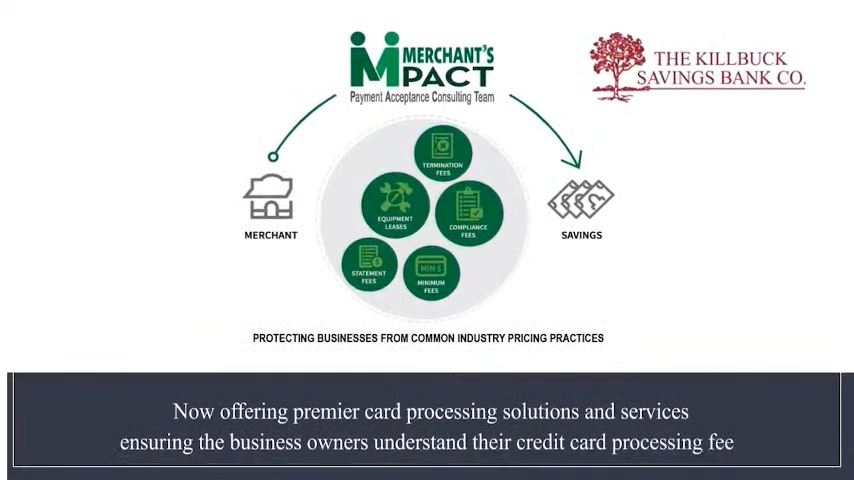 MERCHANT'S
MPACT
Payment Acceptance Consulting Team
THE KILLBUCK
SAVINGS BANK CO.
TERMINATION
FEES
EQUIPMENT
LEASES
COMPLIANCE
FEES
STATEMENT
FEES
MIN $
MINIMUM
FEES
MERCHANT
SAVINGS
PROTECTING BUSINESSES FROM COMMON INDUSTRY PRICING PRACTICES
Now offering premier card processing solutions and services
ensuring the business owners understand their credit card processing fee